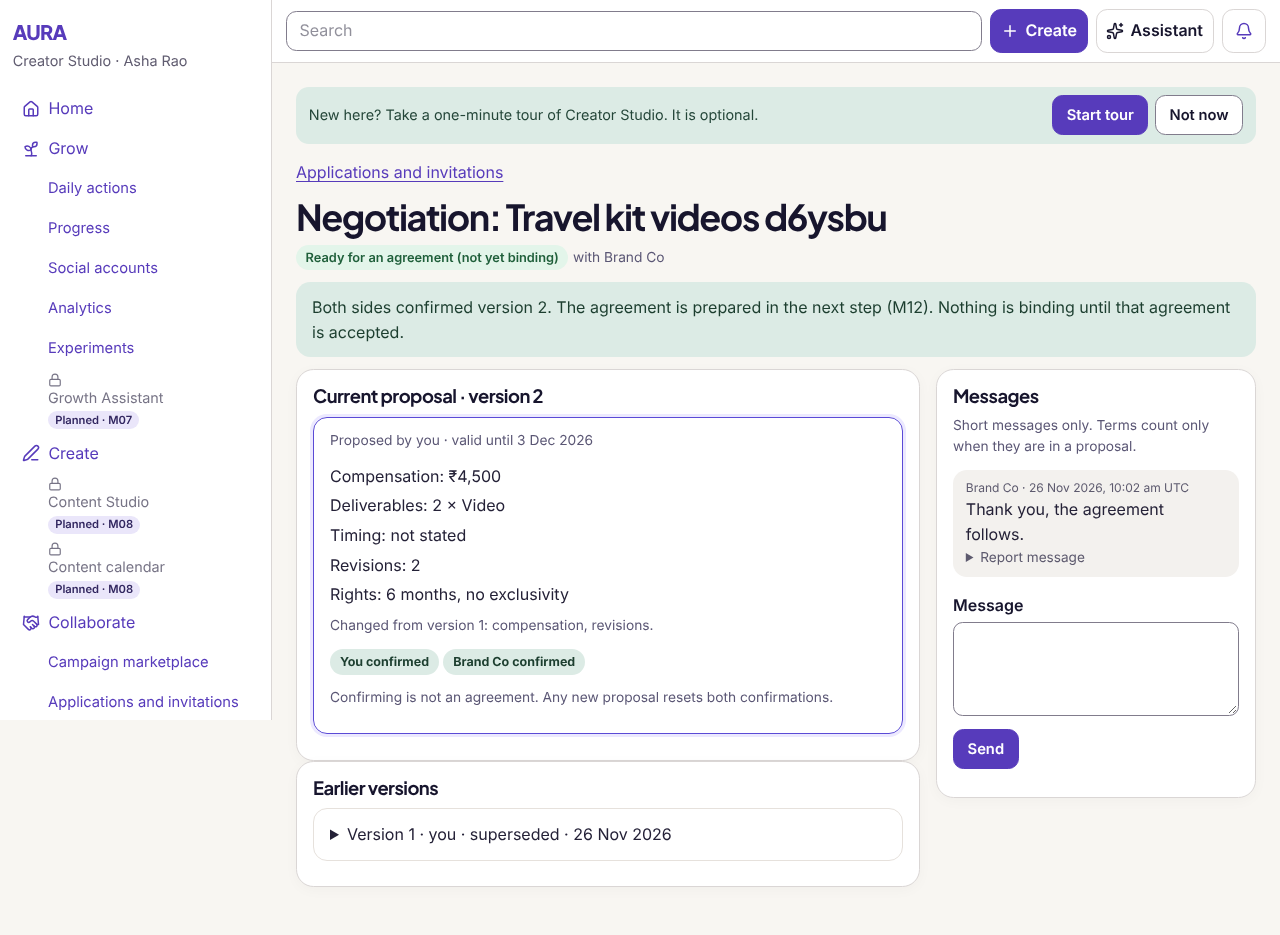 AURA
Creator Studio · Asha Rao
Home
Grow
Daily actions
Progress
Social accounts
Analytics
Experiments
Growth Assistant
Planned · M07
Create
Content Studio
Planned · M08
Content calendar
Planned · M08
Collaborate
Campaign marketplace
Applications and invitations
Search
Create
Assistant
New here? Take a one-minute tour of Creator Studio. It is optional.
Start tour
Not now
Applications and invitations
Negotiation: Travel kit videos d6ysbu
Ready for an agreement (not yet binding) with Brand Co
Both sides confirmed version 2. The agreement is prepared in the next step (M12). Nothing is binding until that agreement
is accepted.
Current proposal · version 2
Proposed by you · valid until 3 Dec 2026
Compensation: ₹4,500
Deliverables: 2 × Video
Timing: not stated
Revisions: 2
Rights: 6 months, no exclusivity
Changed from version 1: compensation, revisions.
You confirmed
Brand Co confirmed
Confirming is not an agreement. Any new proposal resets both confirmations.
Earlier versions
Version 1 · you · superseded · 26 Nov 2026
Messages
Short messages only. Terms count only
when they are in a proposal.
Brand Co · 26 Nov 2026, 10:02 am UTC
Thank you, the agreement
follows.
Report message
Message
Send